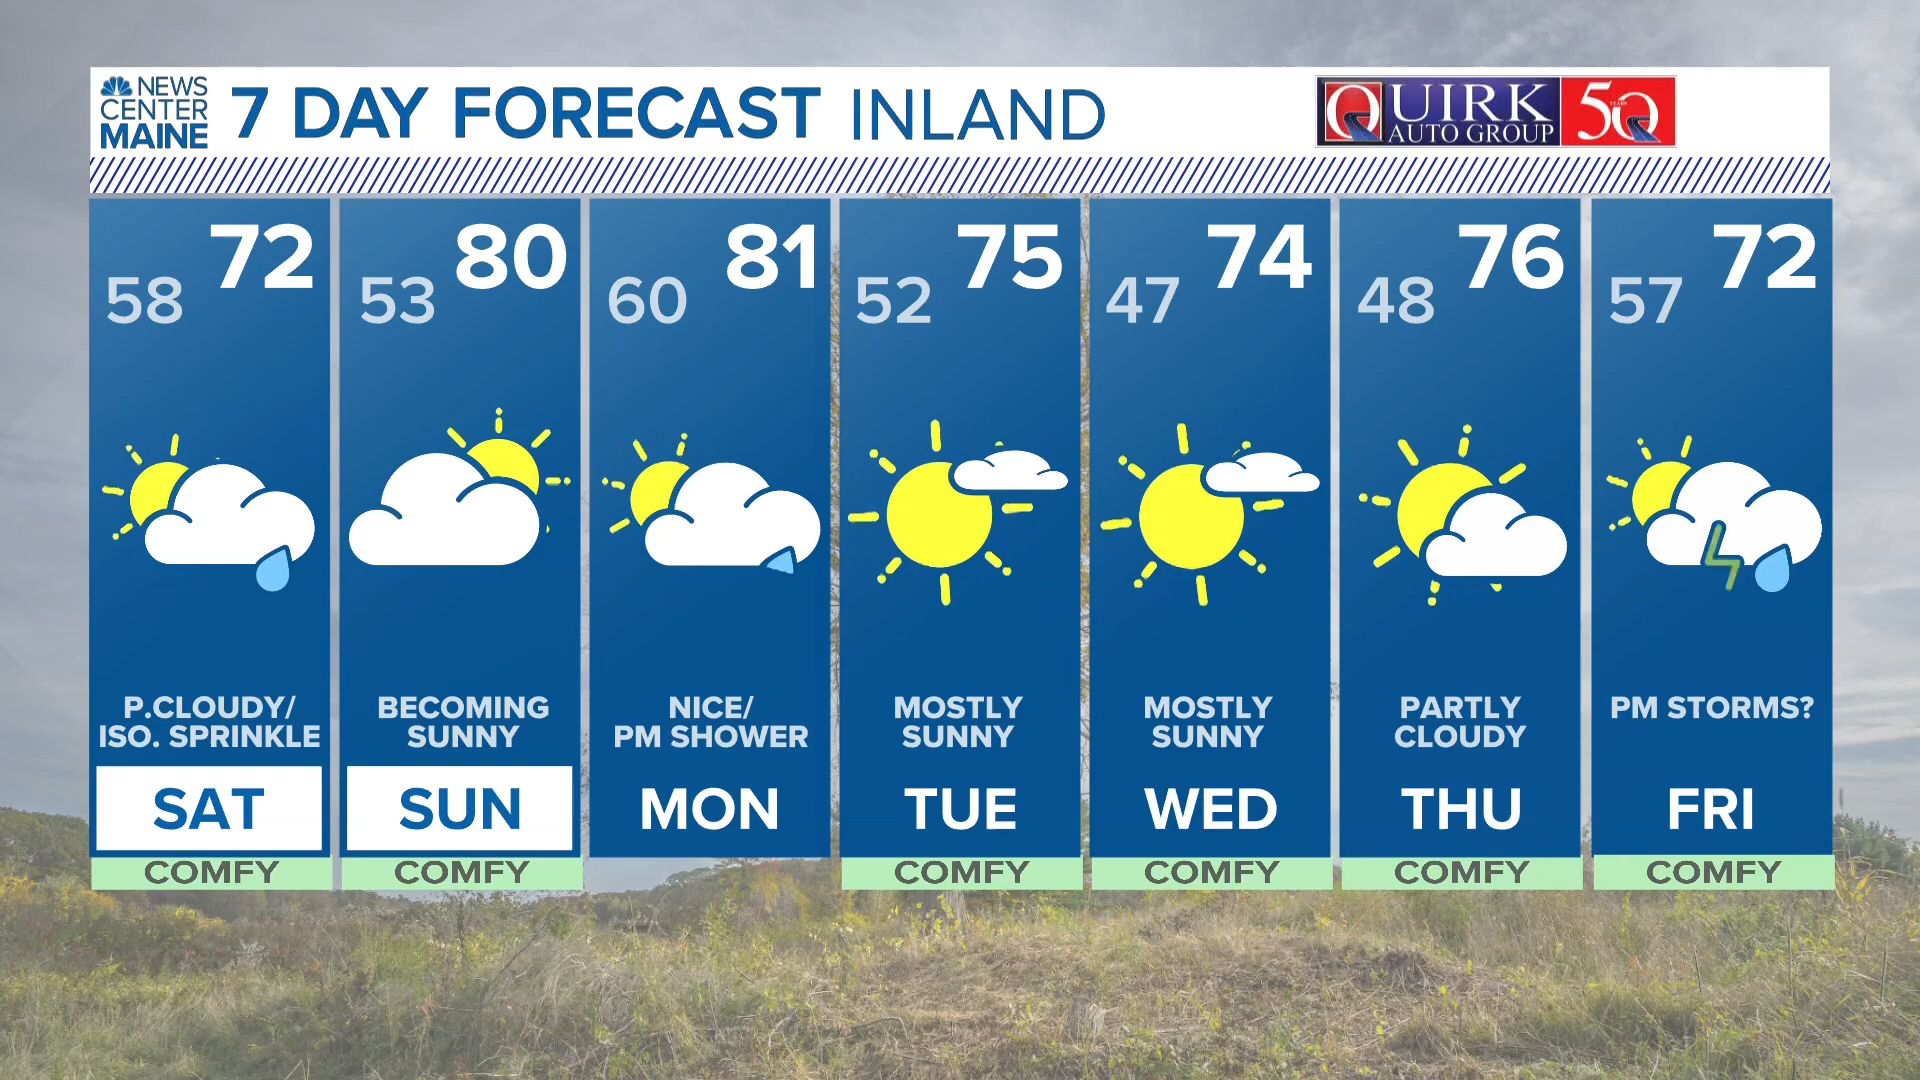 NEWS
CENTER
MAINE
7 DAY FORECAST INLAND
QUIRK
AUTO GROUP
50
YEARS
58 72
53 80
60 81
52 75
47 74
48 76
57 72
P.CLOUDY/
ISO. SPRINKLE
BECOMING
SUNNY
NICE/
PM SHOWER
MOSTLY
SUNNY
MOSTLY
SUNNY
PARTLY
CLOUDY
PM STORMS?
SAT
SUN
MON
TUE
WED
THU
FRI
COMFY
COMFY
COMFY
COMFY
COMFY
COMFY